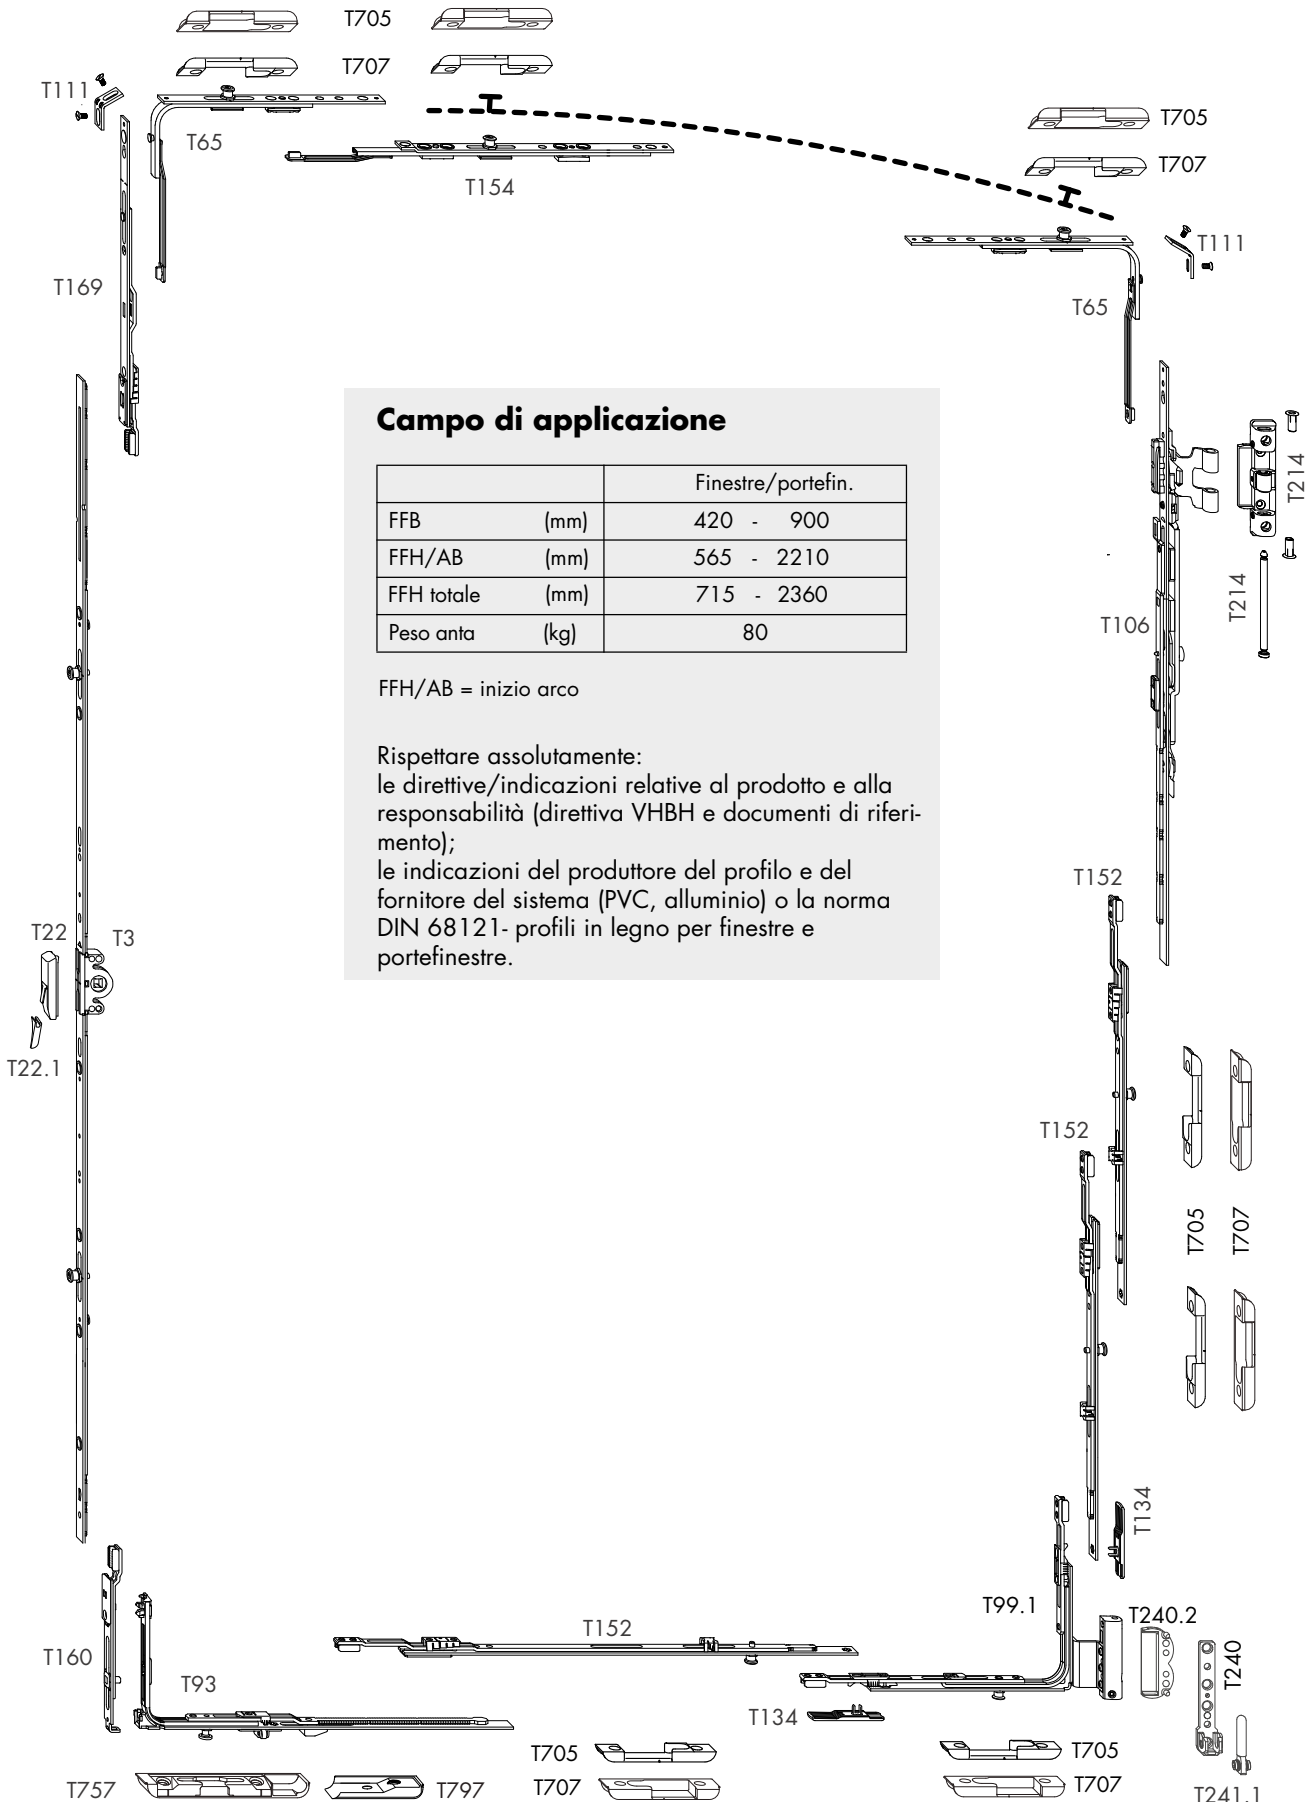 T705
T707
T111
T65
T154
T705
T707
T111
T169
T65
Campo di applicazione
Finestre/portefin.
FFB (mm) 420 - 900
FFH/AB (mm) 565 - 2210
FFH totale (mm) 715 - 2360
Peso anta (kg) 80
FFH/AB = inizio arco
Rispettare assolutamente:
le direttive/indicazioni relative al prodotto e alla
responsabilità (direttiva VHBH e documenti di riferi-
mento);
le indicazioni del produttore del profilo e del
fornitore del sistema (PVC, alluminio) o la norma
DIN 68121- profili in legno per finestre e
portefinestre.
T214
T214
T106
T152
T22
T3
T22.1
T152
T705
T707
T134
T99.1
T240.2
T152
T240
T160
T93
T134
T705
T705
T757
T797
T707
T707
T241.1